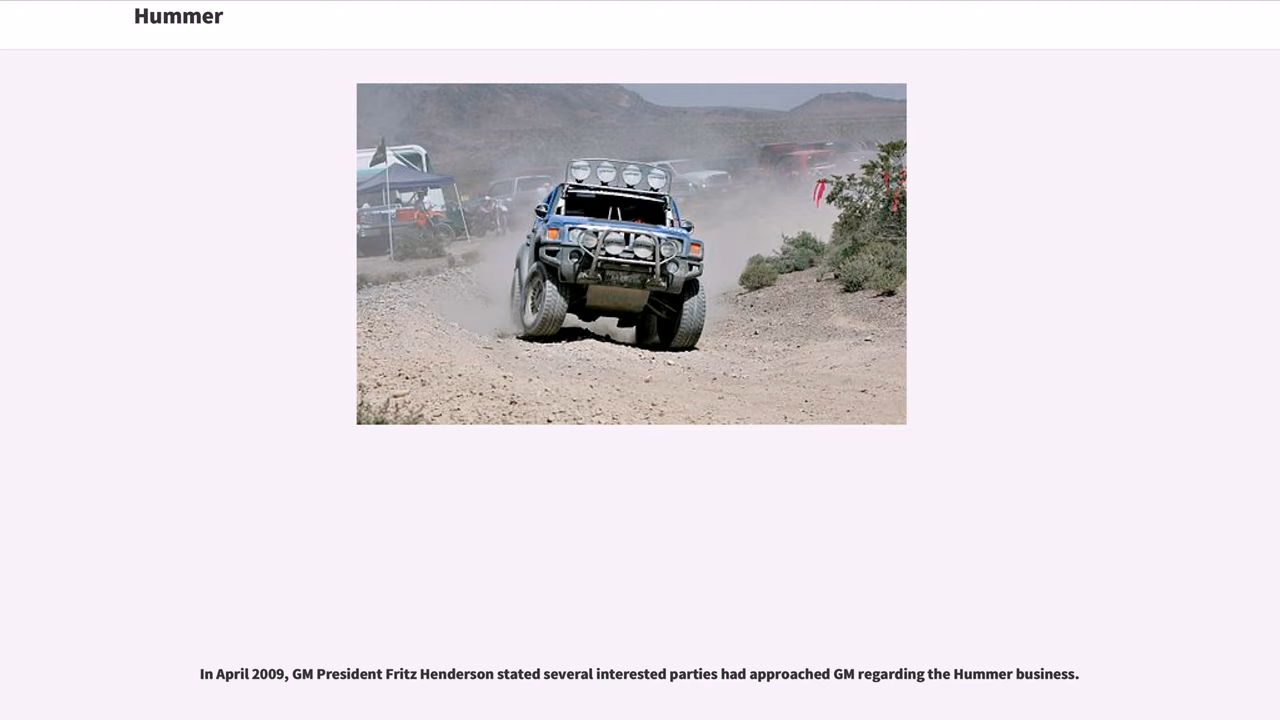 Hummer
In April 2009, GM President Fritz Henderson stated several interested parties had approached GM regarding the Hummer business.